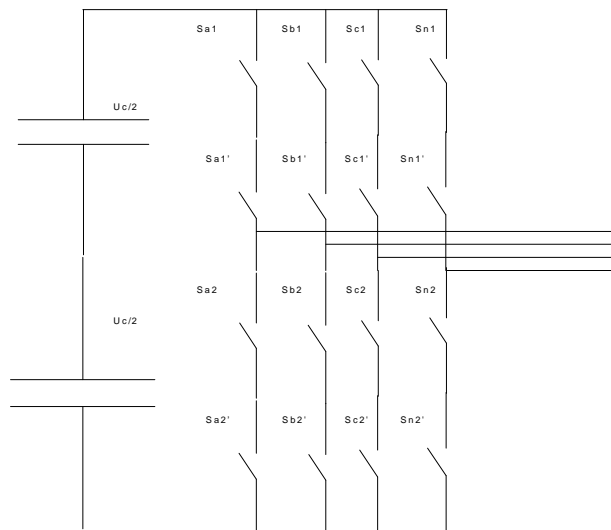 Sa1 Sb1 Sc1 Sn1
Uc/2
Sa1' Sb1' Sc1' Sn1'
Sa2 Sb2 Sc2 Sn2
Uc/2
Sa2' Sb2' Sc2' Sn2'